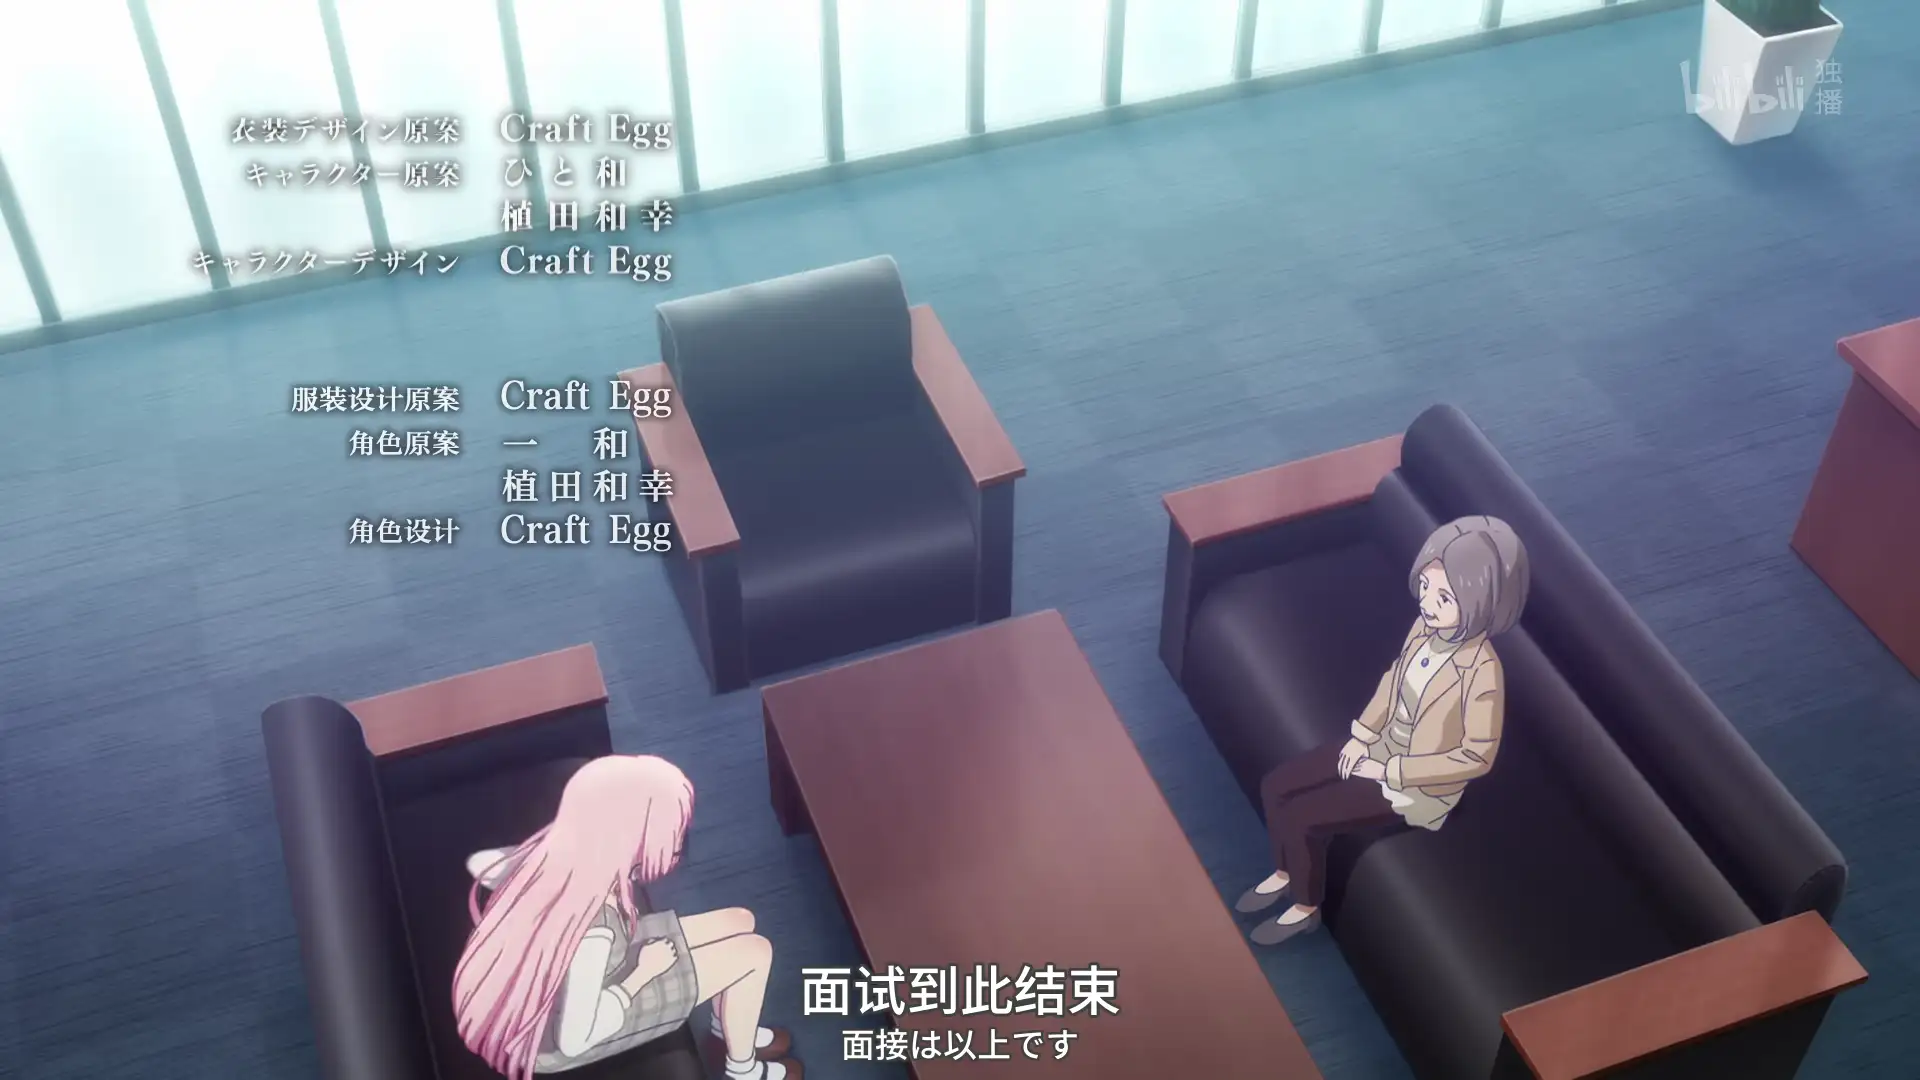 bilibili 独播
衣装デザイン原案 Craft Egg
キャラクター原案 ひと和
植田和幸
キャラクターデザイン Craft Egg
服装设计原案 Craft Egg
角色原案 一 和
植田和幸
角色设计 Craft Egg
面试到此结束
面接は以上です